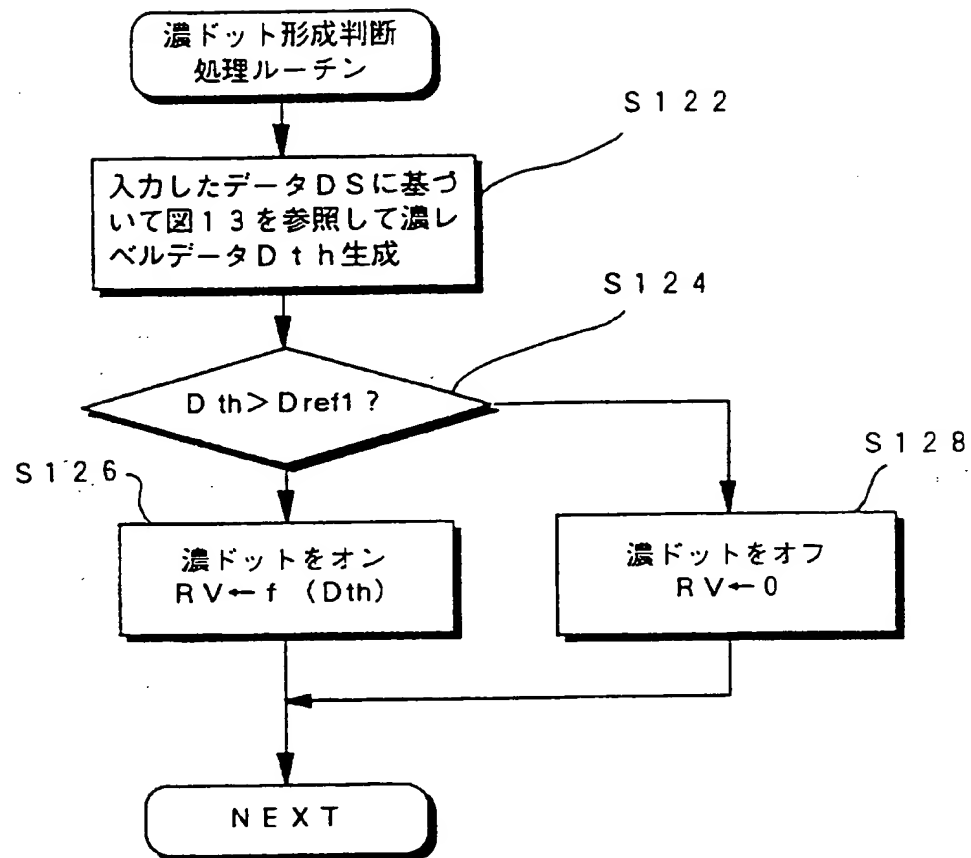 濃ドット形成判断
処理ルーチン
S122
入力したデータDSに基づ
いて図13を参照して濃レ
ベルデータDth生成
S124
Dth>Dref1?
S126
濃ドットをオン
RV←f(Dth)
S128
濃ドットをオフ
RV←0
NEXT